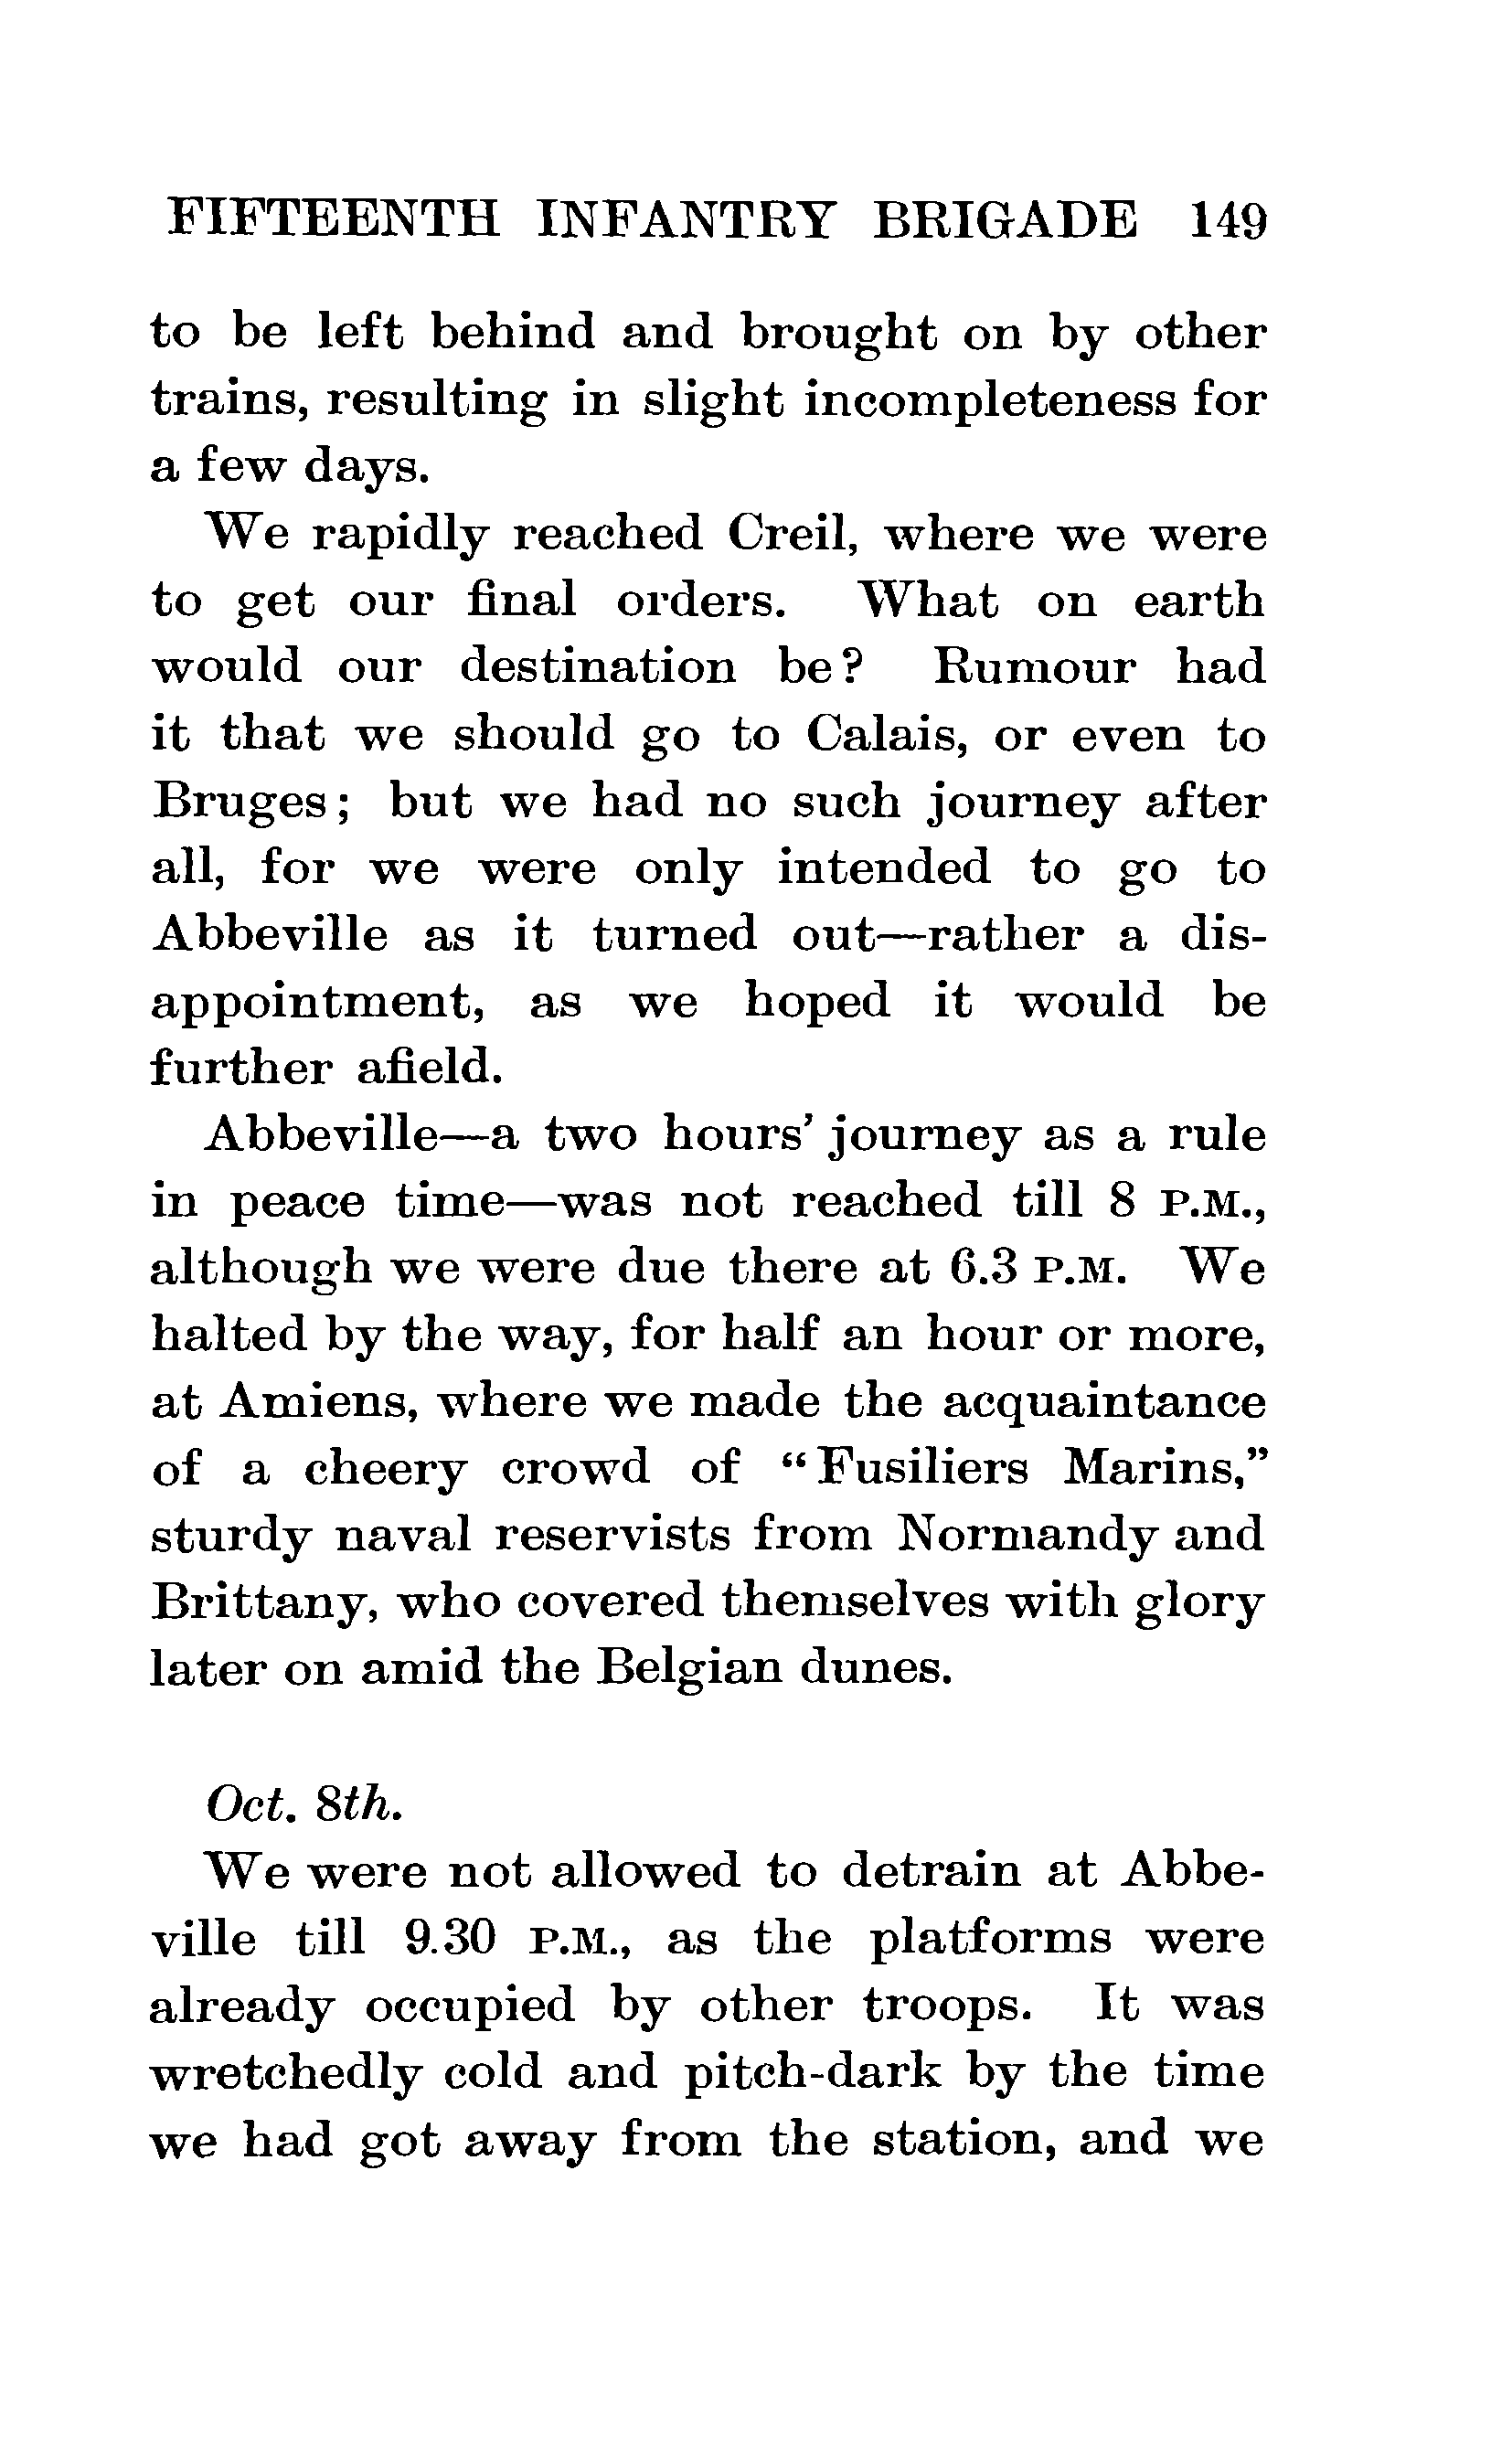 FIFTEENTH INFANTRY BRIGADE 149
to be left behind and brought on by other
trains, resulting in slight incompleteness for
a few days.
We rapidly reached Creil, where we were
to get our final orders. What on earth
would our destination be? Rumour had
it that we should go to Calais, or even to
Bruges; but we had no such journey after
all, for we were only intended to go to
Abbeville as it turned out—rather a dis-
appointment, as we hoped it would be
further afield.
Abbeville—a two hours' journey as a rule
in peace time—was not reached till 8 P.M.,
although we were due there at 6.3 P.M. We
halted by the way, for half an hour or more,
at Amiens, where we made the acquaintance
of a cheery crowd of “Fusiliers Marins,”
sturdy naval reservists from Normandy and
Brittany, who covered themselves with glory
later on amid the Belgian dunes.
Oct. 8th.
We were not allowed to detrain at Abbe-
ville till 9.30 P.M., as the platforms were
already occupied by other troops. It was
wretchedly cold and pitch-dark by the time
we had got away from the station, and we